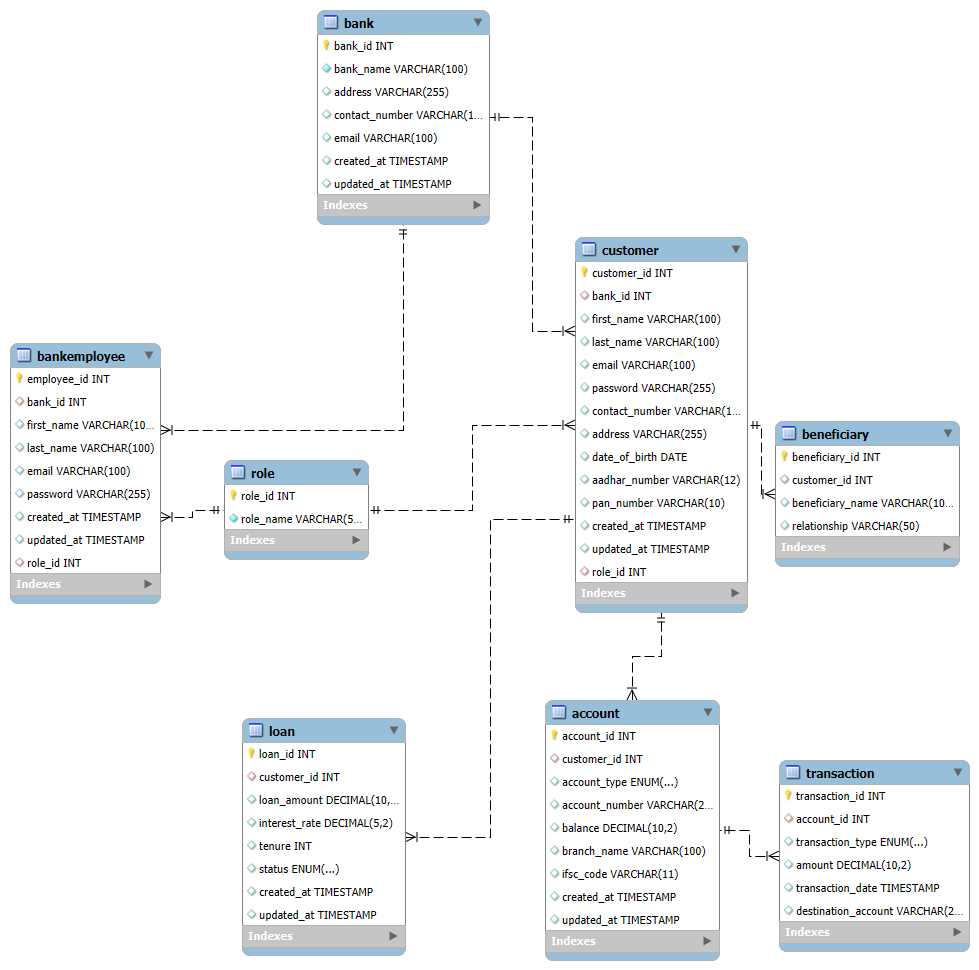 bank
bank_id INT
bank_name VARCHAR(100)
address VARCHAR(255)
contact_number VARCHAR(1...
email VARCHAR(100)
created_at TIMESTAMP
updated_at TIMESTAMP
Indexes
customer
customer_id INT
bank_id INT
first_name VARCHAR(100)
last_name VARCHAR(100)
email VARCHAR(100)
password VARCHAR(255)
contact_number VARCHAR(1...
address VARCHAR(255)
date_of_birth DATE
aadhar_number VARCHAR(12)
pan_number VARCHAR(10)
created_at TIMESTAMP
updated_at TIMESTAMP
role_id INT
Indexes
bankemployee
employee_id INT
bank_id INT
first_name VARCHAR(10...
last_name VARCHAR(100)
email VARCHAR(100)
password VARCHAR(255)
created_at TIMESTAMP
updated_at TIMESTAMP
role_id INT
Indexes
role
role_id INT
role_name VARCHAR(5...
Indexes
beneficiary
beneficiary_id INT
customer_id INT
beneficiary_name VARCHAR(10...
relationship VARCHAR(50)
Indexes
loan
loan_id INT
customer_id INT
loan_amount DECIMAL(10,...
interest_rate DECIMAL(5,2)
tenure INT
status ENUM(...)
created_at TIMESTAMP
updated_at TIMESTAMP
Indexes
account
account_id INT
customer_id INT
account_type ENUM(...)
account_number VARCHAR(2...
balance DECIMAL(10,2)
branch_name VARCHAR(100)
ifsc_code VARCHAR(11)
created_at TIMESTAMP
updated_at TIMESTAMP
Indexes
transaction
transaction_id INT
account_id INT
transaction_type ENUM(...)
amount DECIMAL(10,2)
transaction_date TIMESTAMP
destination_account VARCHAR(2...
Indexes